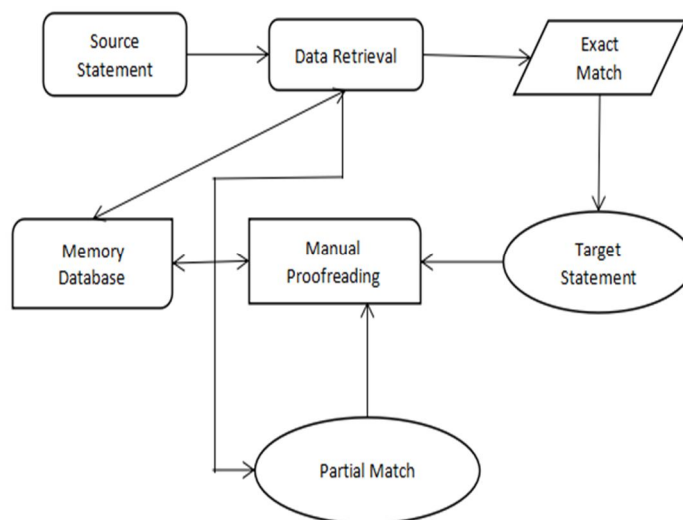 Source
Statement
Data Retrieval
Exact
Match
Memory
Database
Manual
Proofreading
Target
Statement
Partial Match